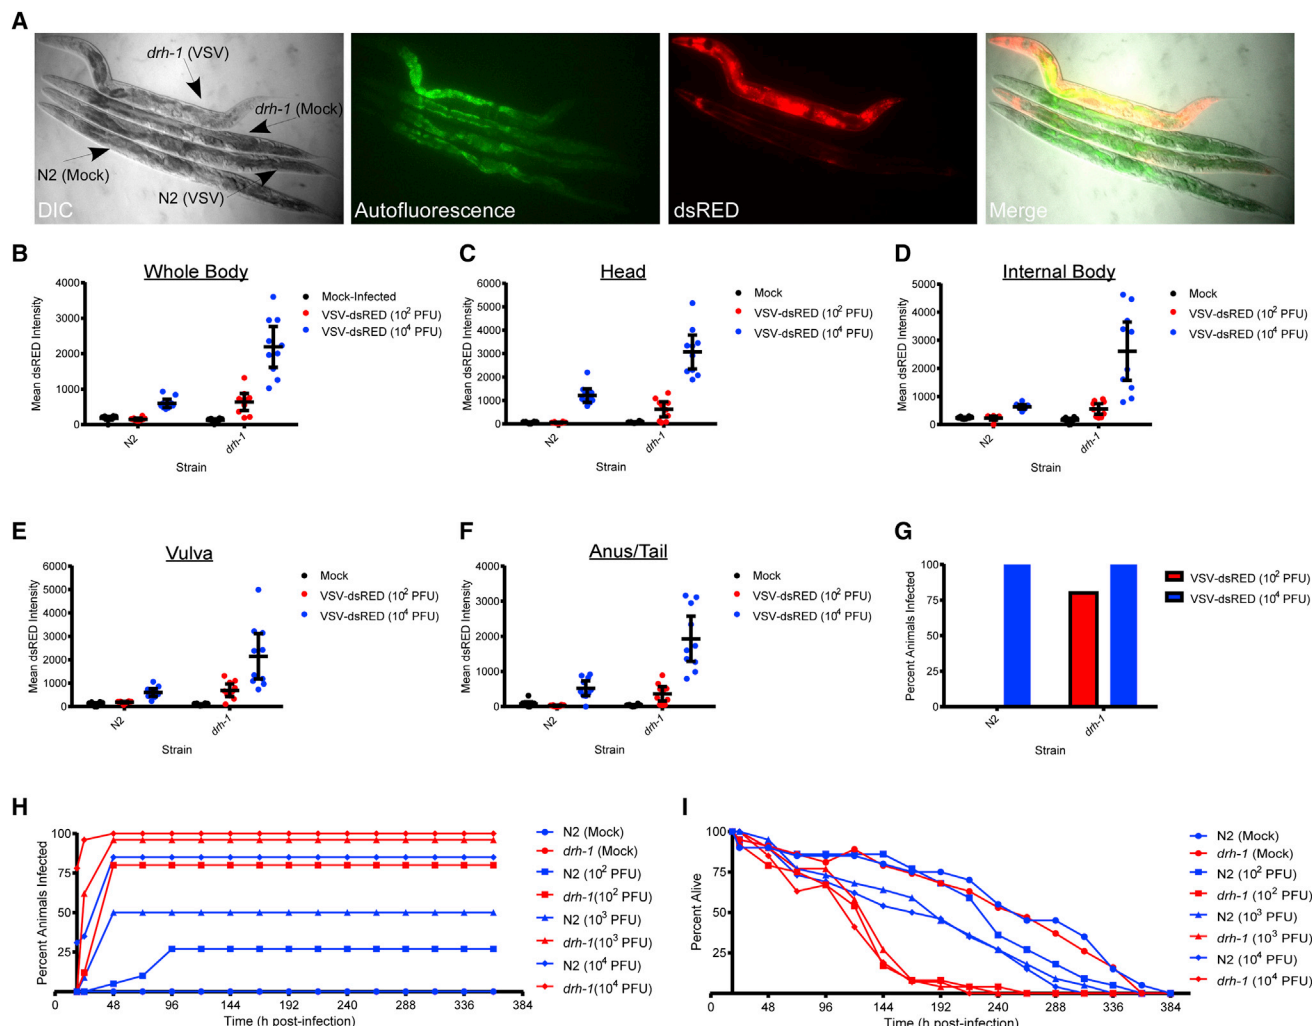 A
drh-1 (VSV)
drh-1 (Mock)
N2 (Mock)
N2 (VSV)
DIC
Autofluorescence
dsRED
Merge
B
Whole Body
4000
3000
2000
1000
0
Mean dsRED Intensity
N2
drh-1
Strain
Mock-Infected
VSV-dsRED (10² PFU)
VSV-dsRED (10⁴ PFU)
C
Head
6000
5000
4000
3000
2000
1000
0
Mean dsRED Intensity
N2
drh-1
Strain
Mock
VSV-dsRED (10² PFU)
VSV-dsRED (10⁴ PFU)
D
Internal Body
5000
4000
3000
2000
1000
0
Mean dsRED Intensity
N2
drh-1
Strain
Mock
VSV-dsRED (10² PFU)
VSV-dsRED (10⁴ PFU)
E
Vulva
6000
5000
4000
3000
2000
1000
0
Mean dsRED Intensity
N2
drh-1
Strain
Mock
VSV-dsRED (10² PFU)
VSV-dsRED (10⁴ PFU)
F
Anus/Tail
4000
3000
2000
1000
0
Mean dsRED Intensity
N2
drh-1
Strain
Mock
VSV-dsRED (10² PFU)
VSV-dsRED (10⁴ PFU)
G
100
75
50
25
0
Percent Animals Infected
N2
drh-1
Strain
VSV-dsRED (10² PFU)
VSV-dsRED (10⁴ PFU)
H
100
75
50
25
Percent Animals Infected
0 48 96 144 192 240 288 336 384
Time (h post-infection)
N2 (Mock)
drh-1 (Mock)
N2 (10² PFU)
drh-1(10² PFU)
N2 (10³ PFU)
drh-1(10³ PFU)
N2 (10⁴ PFU)
drh-1(10⁴ PFU)
I
100
75
50
25
0
Percent Alive
0 48 96 144 192 240 288 336 384
Time (h post-infection)
N2 (Mock)
drh-1 (Mock)
N2 (10² PFU)
drh-1 (10² PFU)
N2 (10³ PFU)
drh-1 (10³ PFU)
N2 (10⁴ PFU)
drh-1 (10⁴ PFU)